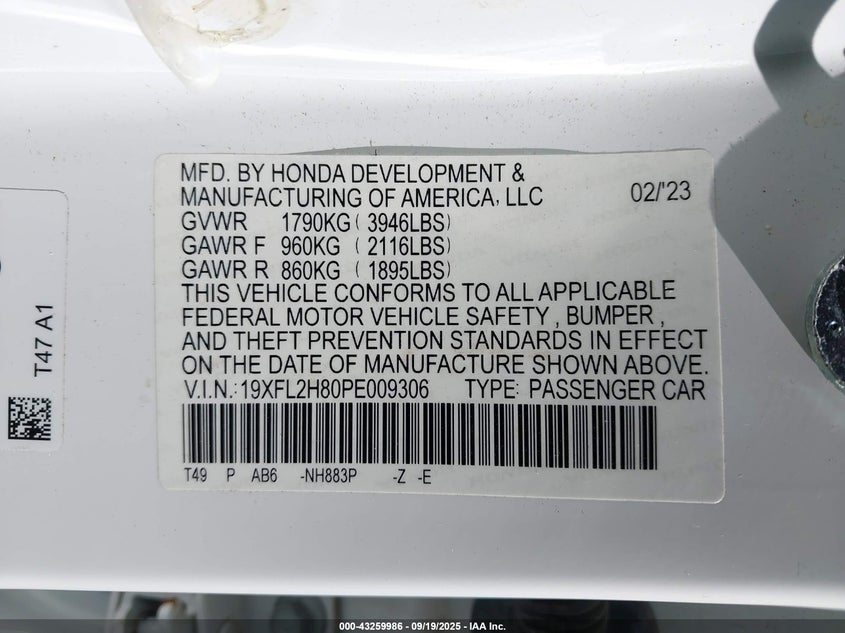 MFD. BY HONDA DEVELOPMENT &
MANUFACTURING OF AMERICA, LLC 02/'23
GVWR 1790KG ( 3946LBS)
GAWR F 960KG ( 2116LBS)
GAWR R 860KG ( 1895LBS)
THIS VEHICLE CONFORMS TO ALL APPLICABLE
FEDERAL MOTOR VEHICLE SAFETY , BUMPER ,
AND THEFT PREVENTION STANDARDS IN EFFECT
ON THE DATE OF MANUFACTURE SHOWN ABOVE.
V.I.N.:19XFL2H80PE009306 TYPE: PASSENGER CAR
T49 P AB6 -NH883P -Z -E
T47 A1
000-43259986 - 09/19/2025 - IAA Inc.